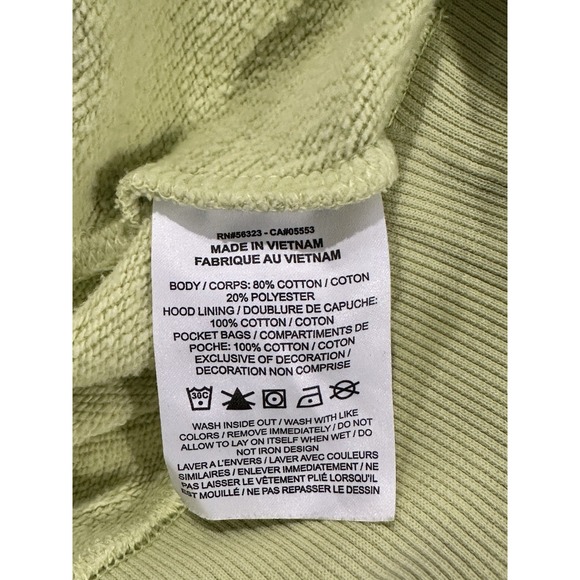 RN#56323 - CA#05553
MADE IN VIETNAM
FABRIQUE AU VIETNAM
BODY / CORPS: 80% COTTON / COTON
20% POLYESTER
HOOD LINING / DOUBLURE DE CAPUCHE:
100% COTTON / COTON
POCKET BAGS / COMPARTIMENTS DE
POCHE: 100% COTTON / COTON
EXCLUSIVE OF DECORATION /
DECORATION NON COMPRISE
30C
WASH INSIDE OUT / WASH WITH LIKE
COLORS / REMOVE IMMEDIATELY / DO NOT
ALLOW TO LAY ON ITSELF WHEN WET / DO
NOT IRON DESIGN
LAVER A L'ENVERS / LAVER AVEC COULEURS
SIMILAIRES / ENLEVER IMMEDIATEMENT / NE
PAS LAISSER LE VÊTEMENT PLIÉ LORSQU'IL
EST MOUILLÉ / NE PAS REPASSER LE DESSIN